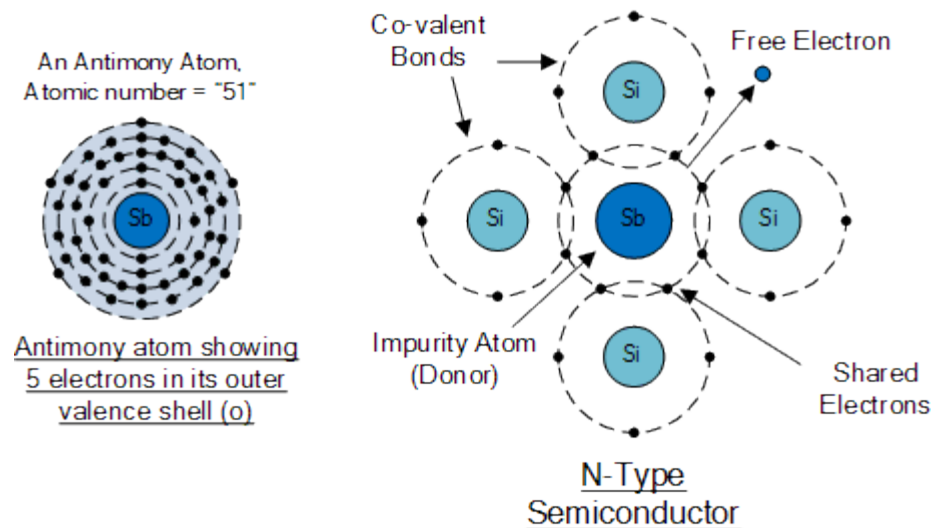 An Antimony Atom,
Atomic number = "51"
Sb
Antimony atom showing
5 electrons in its outer
valence shell (o)
Co-valent
Bonds
Free Electron
Si
Si
Sb
Si
Si
Impurity Atom
(Donor)
Shared
Electrons
N-Type
Semiconductor